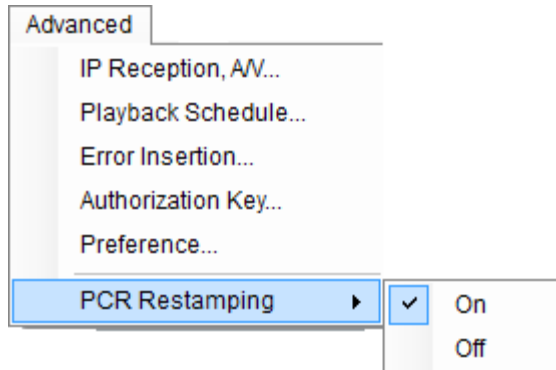 Advanced
IP Reception, A/V...
Playback Schedule...
Error Insertion...
Authorization Key...
Preference...
PCR Restamping
On
Off